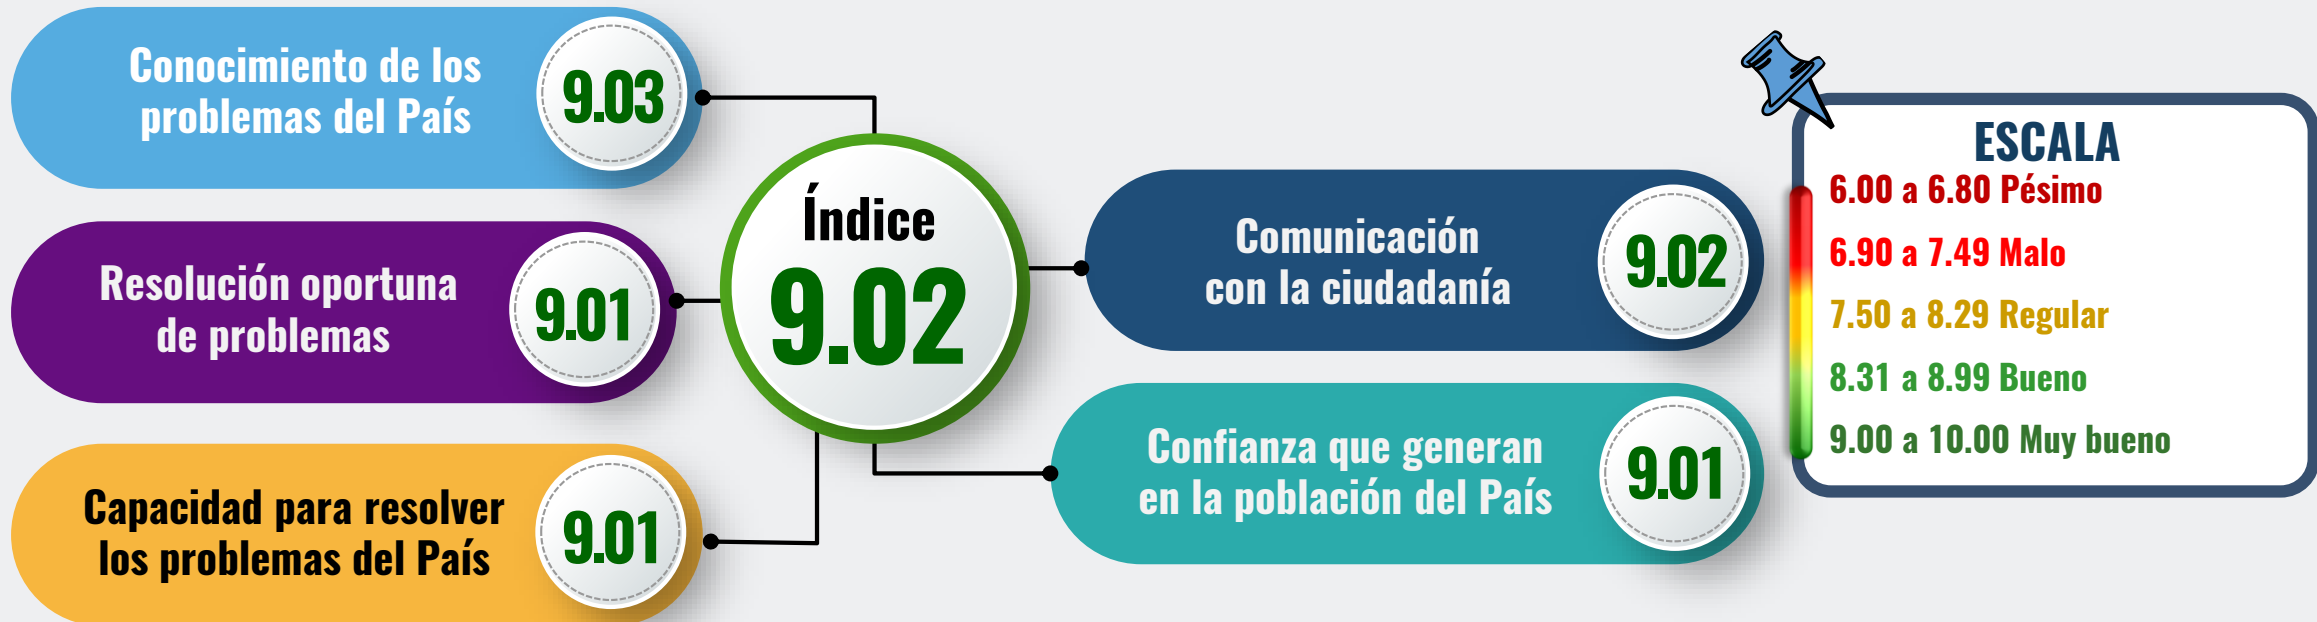 Conocimiento de los
problemas del País
9.03
Resolución oportuna
de problemas
9.01
Capacidad para resolver
los problemas del País
9.01
Índice
9.02
Comunicación
con la ciudadanía
9.02
Confianza que generan
en la población del País
9.01
ESCALA
6.00 a 6.80 Pésimo
6.90 a 7.49 Malo
7.50 a 8.29 Regular
8.31 a 8.99 Bueno
9.00 a 10.00 Muy bueno